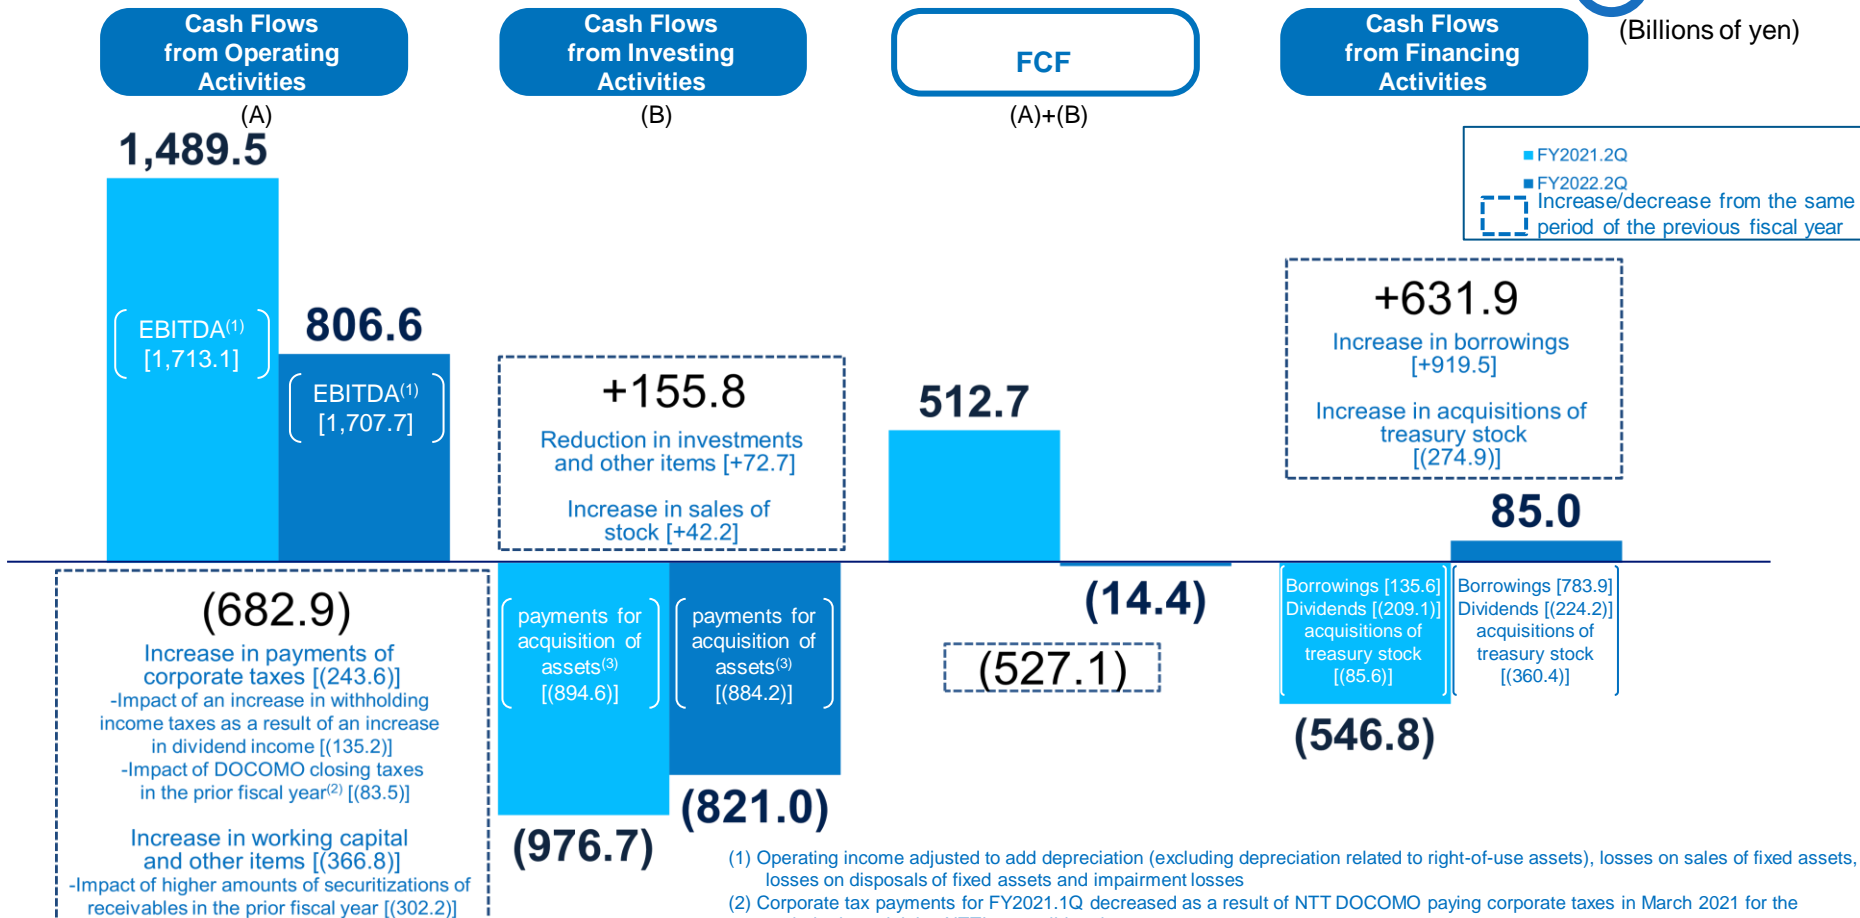 Cash Flows
from Operating
Activities
(A)
Cash Flows
from Investing
Activities
(B)
FCF
(A)+(B)
Cash Flows
from Financing
Activities
(Billions of yen)
FY2021.2Q
FY2022.2Q
Increase/decrease from the same
period of the previous fiscal year
1,489.5
EBITDA(1)
[1,713.1]
806.6
EBITDA(1)
[1,707.7]
(682.9)
Increase in payments of
corporate taxes [(243.6)]
-Impact of an increase in withholding
income taxes as a result of an increase
in dividend income [(135.2)]
-Impact of DOCOMO closing taxes
in the prior fiscal year(2) [(83.5)]
Increase in working capital
and other items [(366.8)]
-Impact of higher amounts of securitizations of
receivables in the prior fiscal year [(302.2)]
+155.8
Reduction in investments
and other items [+72.7]
Increase in sales of
stock [+42.2]
payments for
acquisition of
assets(3)
[(894.6)]
payments for
acquisition of
assets(3)
[(884.2)]
(976.7)
(821.0)
512.7
(14.4)
(527.1)
+631.9
Increase in borrowings
[+919.5]
Increase in acquisitions of
treasury stock
[(274.9)]
85.0
Borrowings [135.6]
Dividends [(209.1)]
acquisitions of
treasury stock
[(85.6)]
Borrowings [783.9]
Dividends [(224.2)]
acquisitions of
treasury stock
[(360.4)]
(546.8)
(1) Operating income adjusted to add depreciation (excluding depreciation related to right-of-use assets), losses on sales of fixed assets,
losses on disposals of fixed assets and impairment losses
(2) Corporate tax payments for FY2021.1Q decreased as a result of NTT DOCOMO paying corporate taxes in March 2021 for the